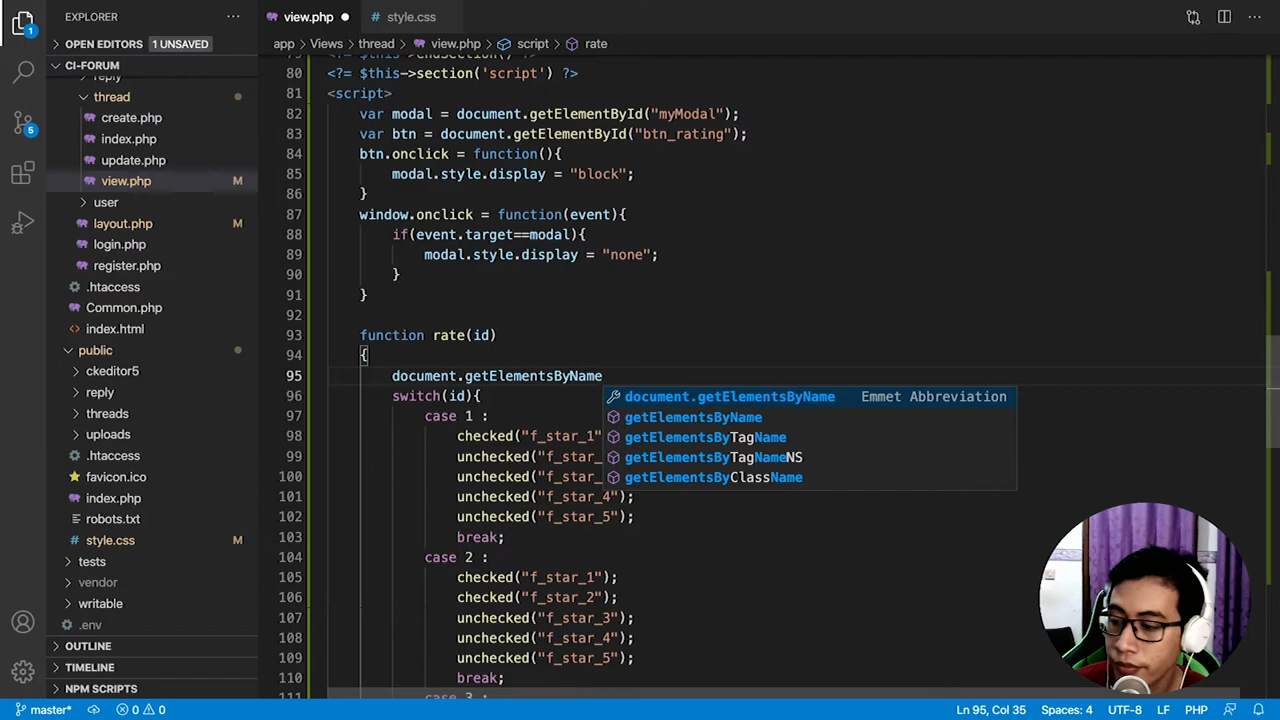 EXPLORER
view.php
style.css
OPEN EDITORS 1 UNSAVED
app > Views > thread > view.php > script > rate
CI-FORUM
reply
thread
create.php
index.php
update.php
view.php M
user
layout.php M
login.php
register.php
.htaccess
Common.php
index.html
public
ckeditor5
reply
threads
uploads
.htaccess
favicon.ico
index.php
robots.txt
style.css M
tests
vendor
writable
.env
OUTLINE
TIMELINE
NPM SCRIPTS
1
5
79 <?= $this->endSection() ?>
80 <?= $this->section('script') ?>
81 <script>
82 var modal = document.getElementById("myModal");
83 var btn = document.getElementById("btn_rating");
84 btn.onclick = function(){
85 modal.style.display = "block";
86 }
87 window.onclick = function(event){
88 if(event.target==modal){
89 modal.style.display = "none";
90 }
91 }
92
93 function rate(id)
94 {
95 document.getElementsByName
96 switch(id){
97 case 1 :
98 checked("f_star_1"
99 unchecked("f_star_
100 unchecked("f_star_
101 unchecked("f_star_4");
102 unchecked("f_star_5");
103 break;
104 case 2 :
105 checked("f_star_1");
106 checked("f_star_2");
107 unchecked("f_star_3");
108 unchecked("f_star_4");
109 unchecked("f_star_5");
110 break;
111 case 3 :
document.getElementsByName Emmet Abbreviation
getElementsByName
getElementsByTagName
getElementsByTagNameNS
getElementsByClassName
master* 0 0 Ln 95, Col 35 Spaces: 4 UTF-8 LF PHP